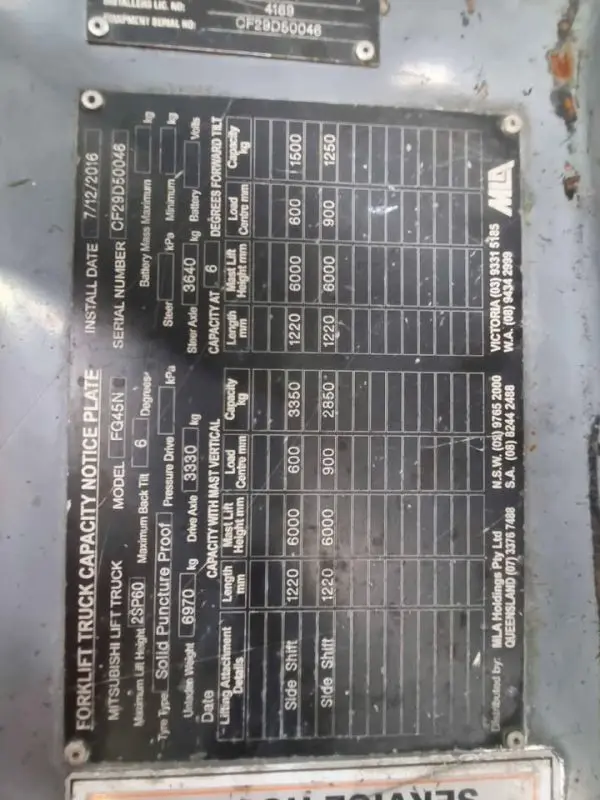 INSTALLERS LIC. NO: 4169
EQUIPMENT SERIAL NO: CF29D50046
FORKLIFT TRUCK CAPACITY NOTICE PLATE INSTALL DATE 7/12/2016
MITSUBISHI LIFT TRUCK MODEL FG45N SERIAL NUMBER CF29D50046
Maximum Lift Height 2SP60 Maximum Back Tilt 6 Degrees Battery Mass Maximum kg
Tyre Type Solid Puncture Proof Pressure Drive kPa Steer kPa Minimum kg
Unladen Weight 6970 kg Drive Axle 3330 kg Steer Axle 3640 kg Battery Volts
Date CAPACITY WITH MAST VERTICAL CAPACITY AT 6 DEGREES FORWARD TILT
Lifting Attachment Details Length mm Mast Lift Height mm Load Centre mm Capacity kg Length mm Mast Lift Height mm Load Centre mm Capacity kg
Side Shift 1220 6000 600 3350 1220 6000 600 1500
Side Shift 1220 6000 900 2850 1220 6000 900 1250
Distributed by: MLA Holdings Pty Ltd N.S.W. (02) 9765 2000 VICTORIA (03) 9331 5185 MLA
QUEENSLAND (07) 3376 7488 S.A. (08) 8244 2488 W.A. (08) 9434 2999